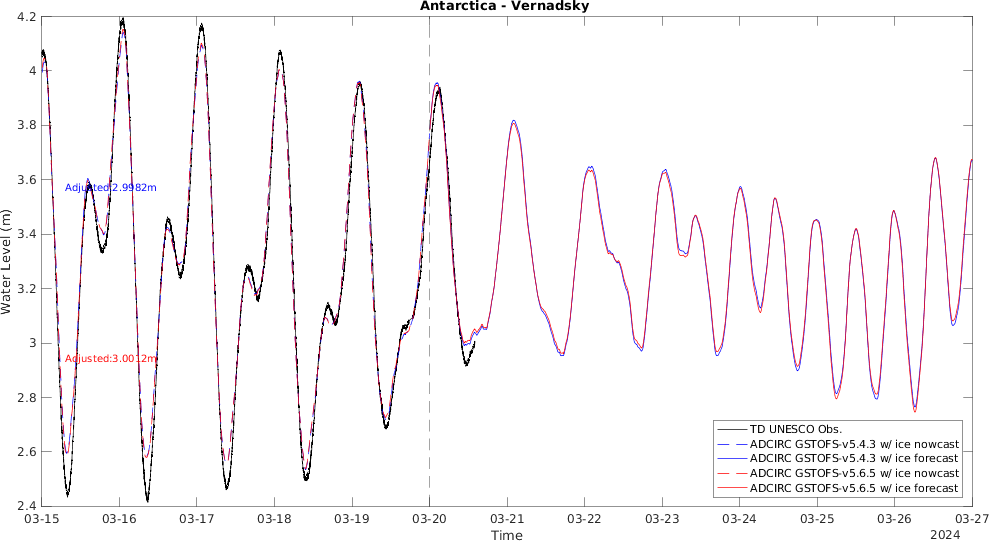 Antarctica - Vernadsky
Water Level (m)
4.2
4
3.8
3.6
3.4
3.2
3
2.8
2.6
2.4
Adjusted:2.9982m
Adjusted:3.0012m
TD UNESCO Obs.
ADCIRC GSTOFS-v5.4.3 w/ ice nowcast
ADCIRC GSTOFS-v5.4.3 w/ ice forecast
ADCIRC GSTOFS-v5.6.5 w/ ice nowcast
ADCIRC GSTOFS-v5.6.5 w/ ice forecast
03-15 03-16 03-17 03-18 03-19 03-20 03-21 03-22 03-23 03-24 03-25 03-26 03-27
Time
2024